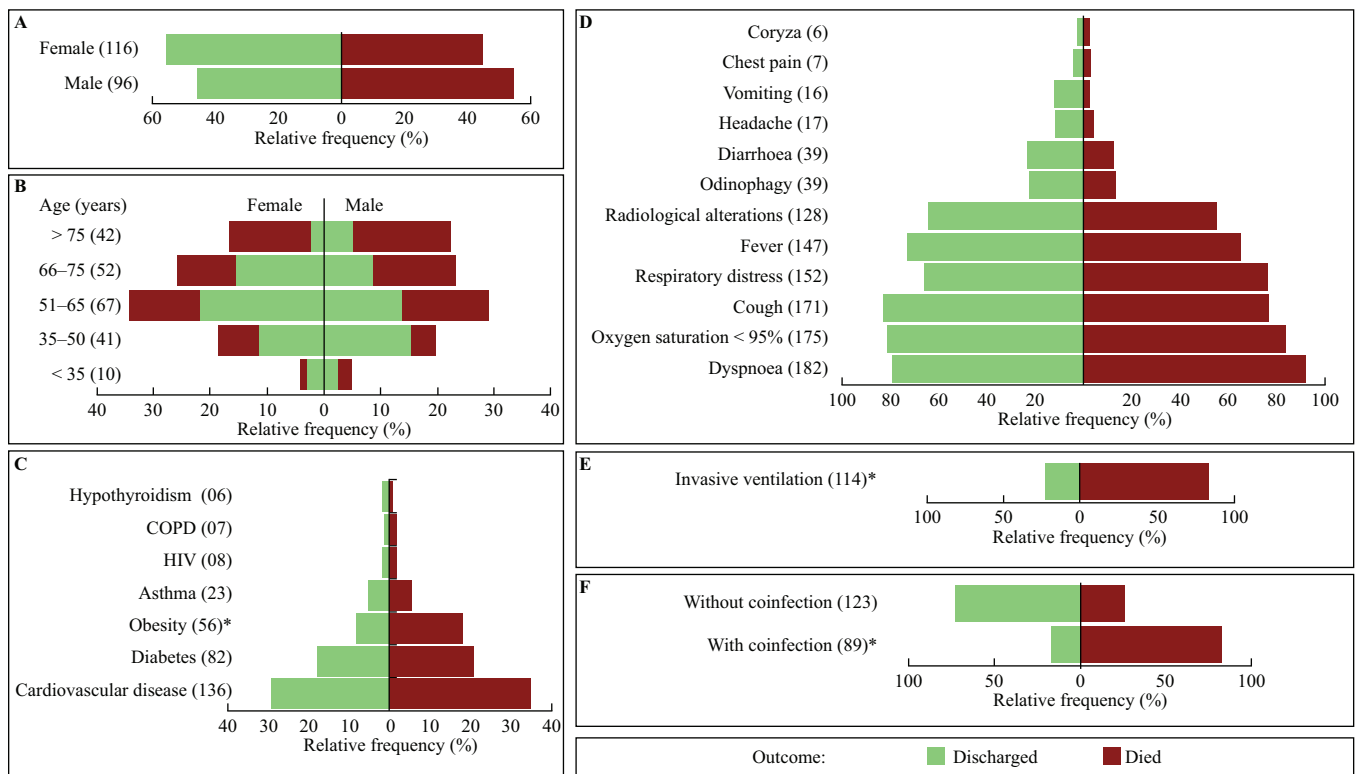 A
Female (116)
Male (96)
60 40 20 0 20 40 60
Relative frequency (%)
B
Age (years) Female Male
> 75 (42)
66–75 (52)
51–65 (67)
35–50 (41)
< 35 (10)
40 30 20 10 0 10 20 30 40
Relative frequency (%)
C
Hypothyroidism (06)
COPD (07)
HIV (08)
Asthma (23)
Obesity (56)*
Diabetes (82)
Cardiovascular disease (136)
40 30 20 10 0 10 20 30 40
Relative frequency (%)
D
Coryza (6)
Chest pain (7)
Vomiting (16)
Headache (17)
Diarrhoea (39)
Odinophagy (39)
Radiological alterations (128)
Fever (147)
Respiratory distress (152)
Cough (171)
Oxygen saturation < 95% (175)
Dyspnoea (182)
100 80 60 40 20 20 40 60 80 100
Relative frequency (%)
E
Invasive ventilation (114)*
100 50 0 50 100
Relative frequency (%)
F
Without coinfection (123)
With coinfection (89)*
100 50 0 50 100
Relative frequency (%)
Outcome: Discharged Died